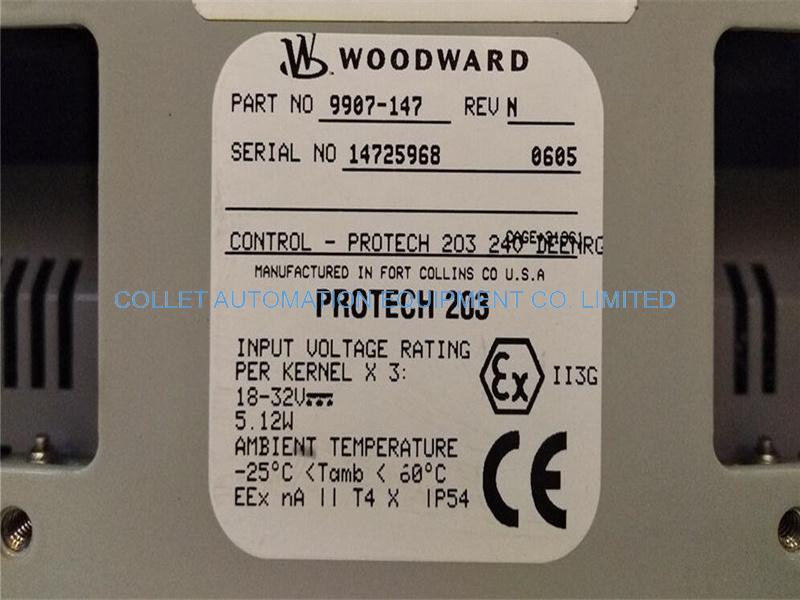 WOODWARD
PART NO 9907-147 REV N
SERIAL NO 14725968 0605
CONTROL - PROTECH 203 24V DEENRG
MANUFACTURED IN FORT COLLINS CO U.S.A
COLLET AUTOMATION EQUIPMENT CO. LIMITED
PROTECH 203
INPUT VOLTAGE RATING
PER KERNEL X 3:
18-32V
5.12W
Ex II3G
AMBIENT TEMPERATURE
-25°C <Tamb < 60°C
EEx nA II T4 X IP54
CE